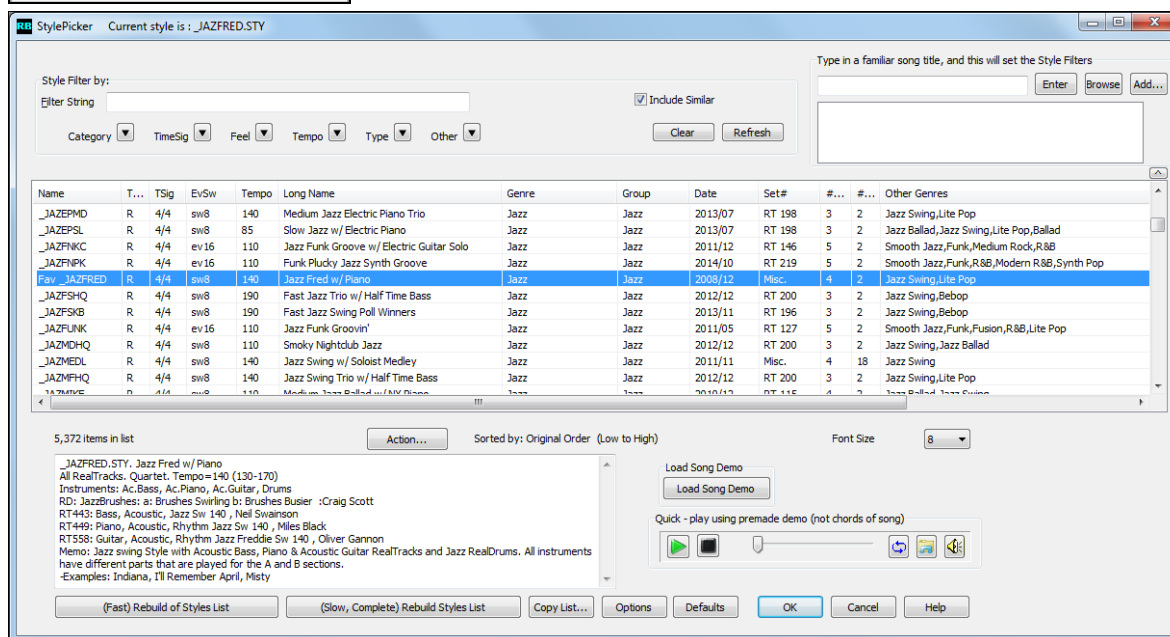 RB StylePicker Current style is : _JAZFRED.STY
Type in a familiar song title, and this will set the Style Filters
Enter Browse Add...
Style Filter by:
Filter String
Include Similar
Category TimeSig Feel Tempo Type Other Clear Refresh
Name T... TSig EvSw Tempo Long Name Genre Group Date Set# #... #... Other Genres
_JAZEPMD R 4/4 sw8 140 Medium Jazz Electric Piano Trio Jazz Jazz 2013/07 RT 198 3 2 Jazz Swing,Lite Pop
_JAZEPSL R 4/4 sw8 85 Slow Jazz w/ Electric Piano Jazz Jazz 2013/07 RT 198 3 2 Jazz Ballad,Jazz Swing,Lite Pop,Ballad
_JAZFNKC R 4/4 ev16 110 Jazz Funk Groove w/ Electric Guitar Solo Jazz Jazz 2011/12 RT 146 5 2 Smooth Jazz,Funk,Medium Rock,R&B
_JAZFNPK R 4/4 ev16 110 Funk Plucky Jazz Synth Groove Jazz Jazz 2014/10 RT 219 5 2 Smooth Jazz,Funk,R&B,Modern R&B,Synth Pop
Fav _JAZFRED R 4/4 sw8 140 Jazz Fred w/ Piano Jazz Jazz 2008/12 Misc. 4 2 Jazz Swing,Lite Pop
_JAZFSHQ R 4/4 sw8 190 Fast Jazz Trio w/ Half Time Bass Jazz Jazz 2012/12 RT 200 3 2 Jazz Swing,Bebop
_JAZFSKB R 4/4 sw8 190 Fast Jazz Swing Poll Winners Jazz Jazz 2013/11 RT 196 3 2 Jazz Swing,Bebop
_JAZFUNK R 4/4 ev16 110 Jazz Funk Groovin' Jazz Jazz 2011/05 RT 127 5 2 Smooth Jazz,Funk,Fusion,R&B,Lite Pop
_JAZMDHQ R 4/4 sw8 110 Smoky Nightclub Jazz Jazz Jazz 2012/12 RT 200 3 2 Jazz Swing,Jazz Ballad
_JAZMEDL R 4/4 sw8 140 Jazz Swing w/ Soloist Medley Jazz Jazz 2011/11 Misc. 4 18 Jazz Swing
_JAZMFHQ R 4/4 sw8 140 Jazz Swing Trio w/ Half Time Bass Jazz Jazz 2012/12 RT 200 3 2 Jazz Swing,Lite Pop
5,372 items in list Action... Sorted by: Original Order (Low to High) Font Size 8
_JAZFRED.STY. Jazz Fred w/ Piano
All RealTracks. Quartet. Tempo=140 (130-170)
Instruments: Ac.Bass, Ac.Piano, Ac.Guitar, Drums
RD: JazzBrushes: a: Brushes Swirling b: Brushes Busier :Craig Scott
RT443: Bass, Acoustic, Jazz Sw 140 , Neil Swainson
RT449: Piano, Acoustic, Rhythm Jazz Sw 140 , Miles Black
RT558: Guitar, Acoustic, Rhythm Jazz Freddie Sw 140 , Oliver Gannon
Memo: Jazz swing Style with Acoustic Bass, Piano & Acoustic Guitar RealTracks and Jazz RealDrums. All instruments
have different parts that are played for the A and B sections.
-Examples: Indiana, I'll Remember April, Misty
Load Song Demo
Load Song Demo
Quick - play using premade demo (not chords of song)
(Fast) Rebuild of Styles List (Slow, Complete) Rebuild Styles List Copy List... Options Defaults OK Cancel Help